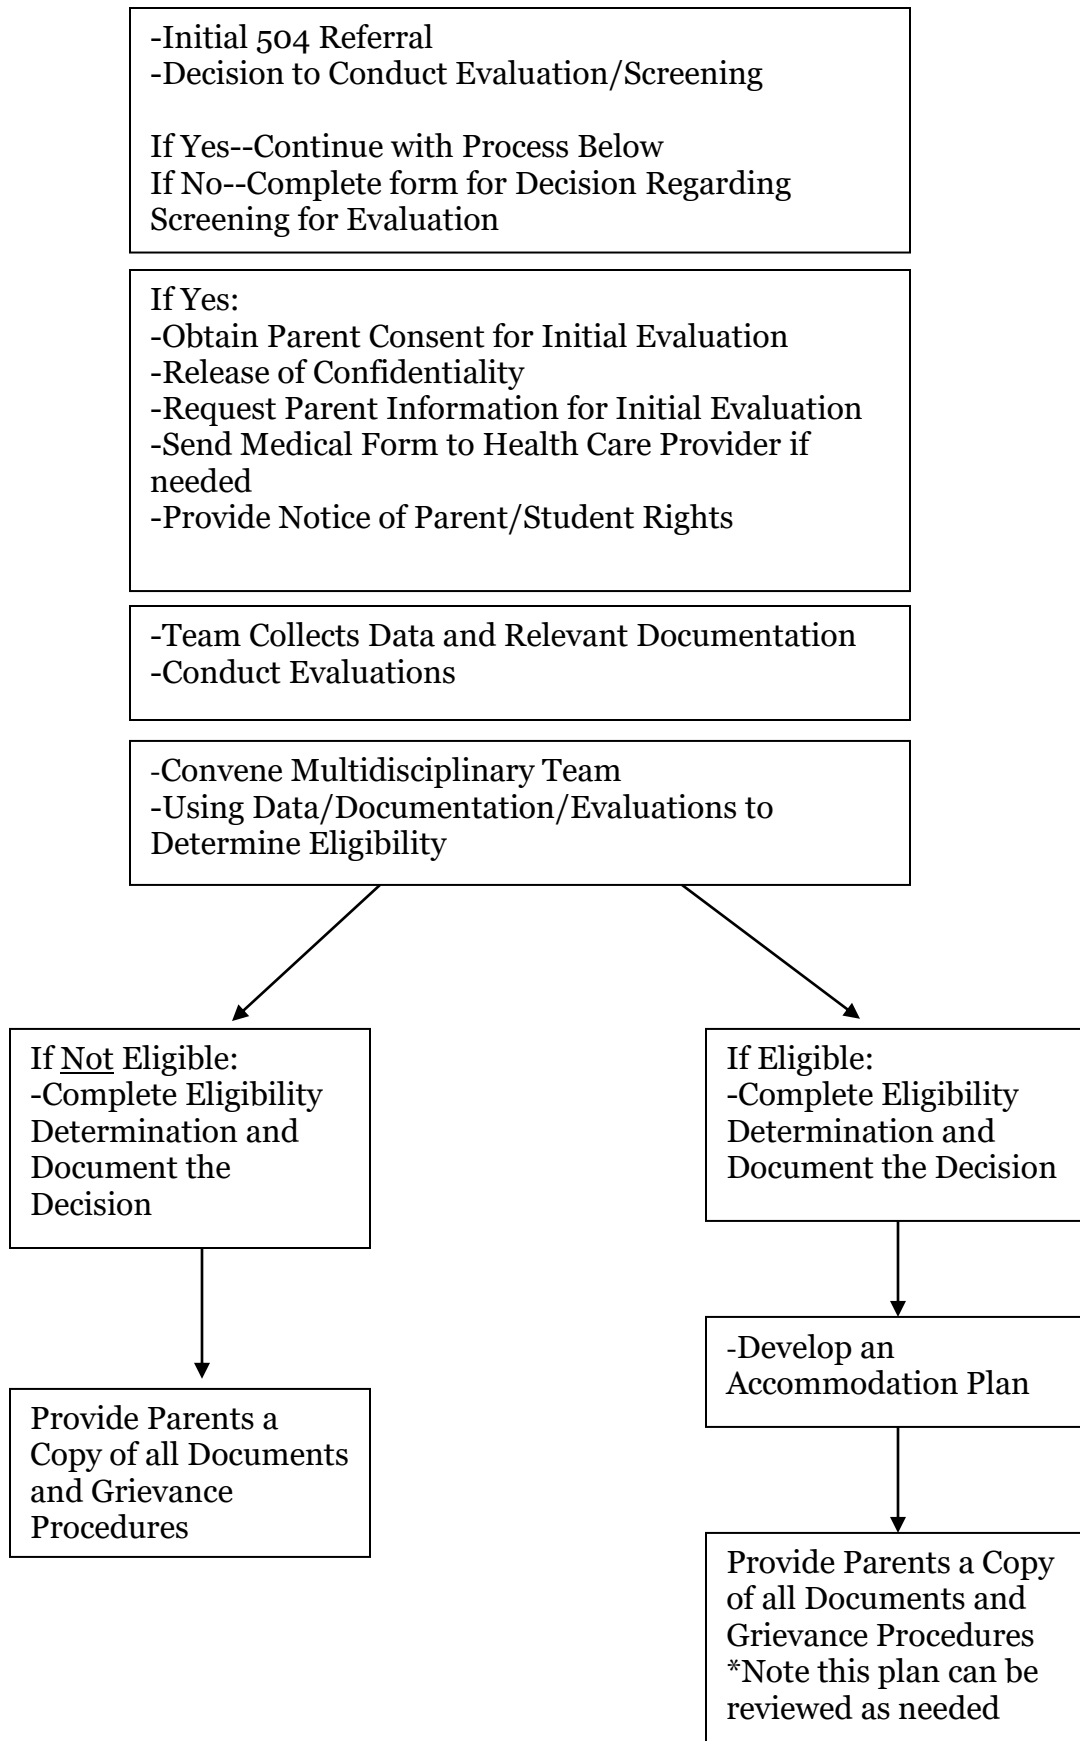 -Initial 504 Referral
-Decision to Conduct Evaluation/Screening
If Yes--Continue with Process Below
If No--Complete form for Decision Regarding
Screening for Evaluation
If Yes:
-Obtain Parent Consent for Initial Evaluation
-Release of Confidentiality
-Request Parent Information for Initial Evaluation
-Send Medical Form to Health Care Provider if
needed
-Provide Notice of Parent/Student Rights
-Team Collects Data and Relevant Documentation
-Conduct Evaluations
-Convene Multidisciplinary Team
-Using Data/Documentation/Evaluations to
Determine Eligibility
If Not Eligible:
-Complete Eligibility
Determination and
Document the
Decision
Provide Parents a
Copy of all Documents
and Grievance
Procedures
If Eligible:
-Complete Eligibility
Determination and
Document the Decision
-Develop an
Accommodation Plan
Provide Parents a Copy
of all Documents and
Grievance Procedures
*Note this plan can be
reviewed as needed